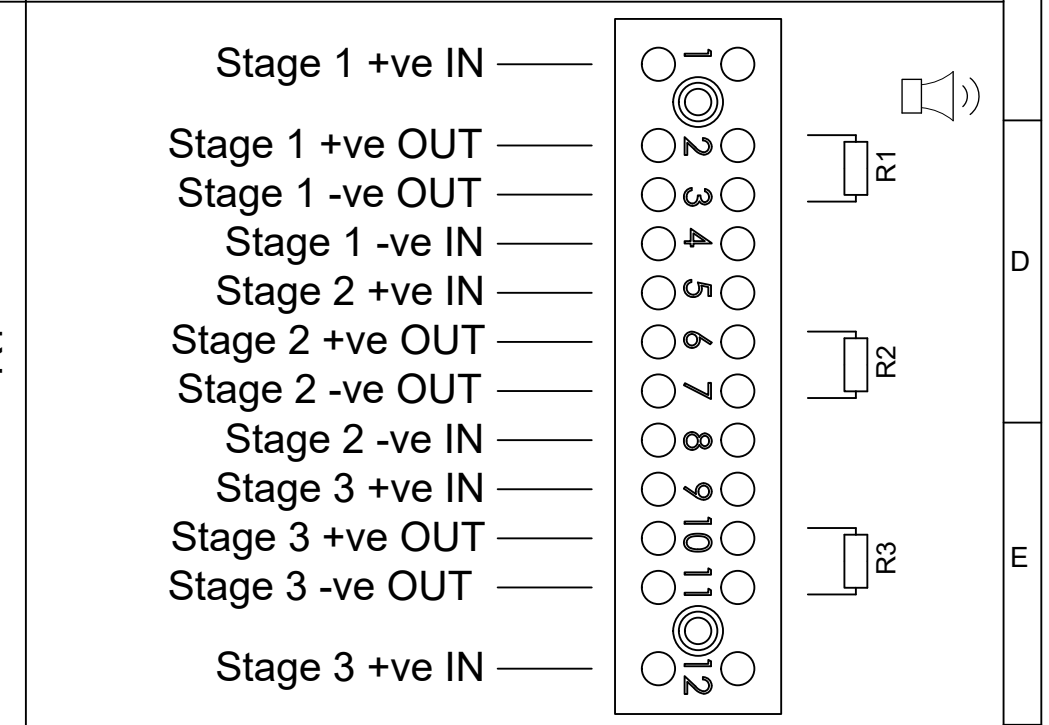 Stage 1 +ve IN
1
Stage 1 +ve OUT
2
R1
Stage 1 -ve OUT
3
Stage 1 -ve IN
4
D
Stage 2 +ve IN
5
Stage 2 +ve OUT
6
R2
Stage 2 -ve OUT
7
Stage 2 -ve IN
8
Stage 3 +ve IN
9
Stage 3 +ve OUT
10
R3
E
Stage 3 -ve OUT
11
Stage 3 +ve IN
12